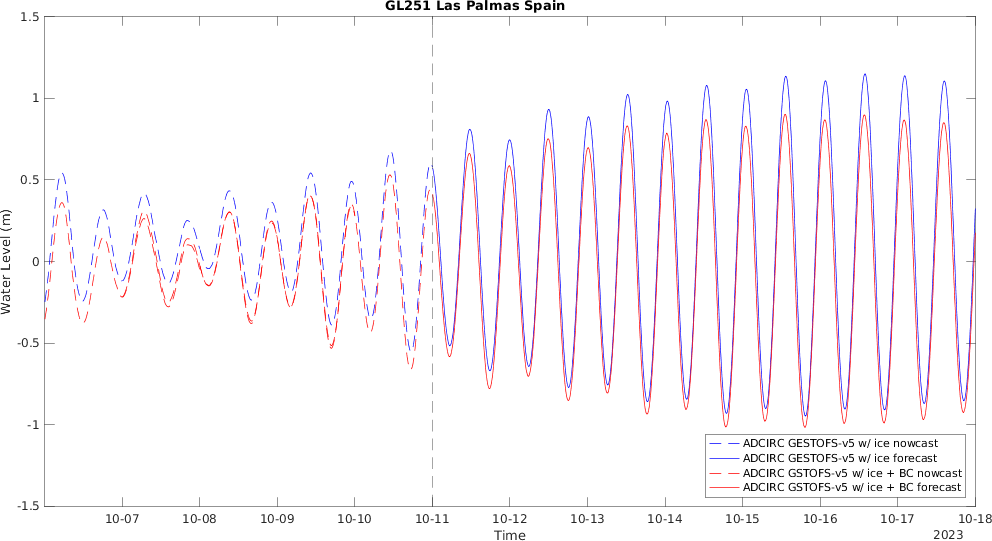 GL251 Las Palmas Spain
1.5
1
0.5
0
-0.5
-1
-1.5
Water Level (m)
ADCIRC GESTOFS-v5 w/ ice nowcast
ADCIRC GESTOFS-v5 w/ ice forecast
ADCIRC GSTOFS-v5 w/ ice + BC nowcast
ADCIRC GSTOFS-v5 w/ ice + BC forecast
10-07 10-08 10-09 10-10 10-11 10-12 10-13 10-14 10-15 10-16 10-17 10-18
Time
2023